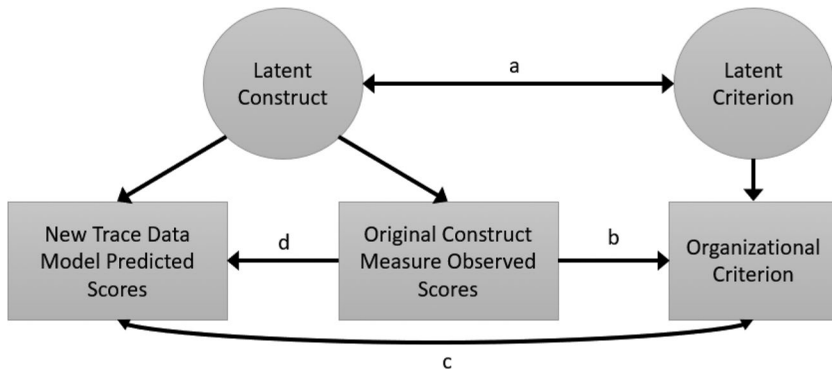 Latent
Construct
a
Latent
Criterion
New Trace Data
Model Predicted
Scores
d
Original Construct
Measure Observed
Scores
b
Organizational
Criterion
c